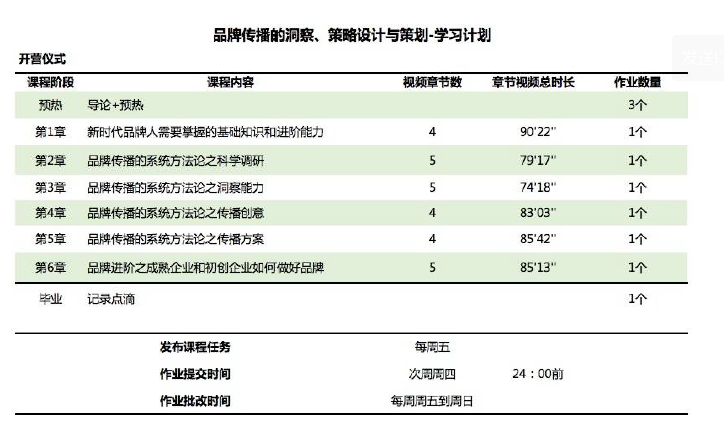 品牌传播的洞察、策略设计与策划-学习计划
开营仪式
课程阶段 课程内容 视频章节数 章节视频总时长 作业数量
预热 导论+预热 3个
第1章 新时代品牌人需要掌握的基础知识和进阶能力 4 90'22" 1个
第2章 品牌传播的系统方法论之科学调研 5 79'17" 1个
第3章 品牌传播的系统方法论之洞察能力 5 74'18" 1个
第4章 品牌传播的系统方法论之传播创意 4 83'03" 1个
第5章 品牌传播的系统方法论之传播方案 4 85'42" 1个
第6章 品牌进阶之成熟企业和初创企业如何做好品牌 5 85'13" 1个
毕业 记录点滴 1个
发布课程任务 每周五
作业提交时间 次周周四 24：00前
作业批改时间 每周周五到周日